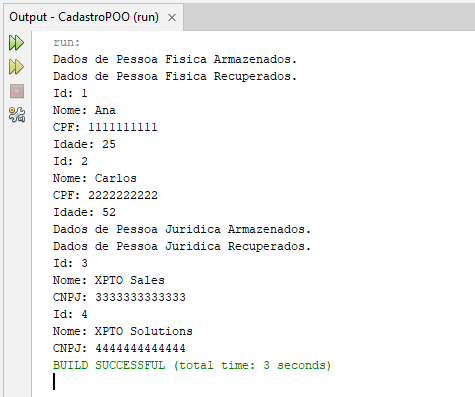 Output - CadastroPOO (run) ×
run:
Dados de Pessoa Fisica Armazenados.
Dados de Pessoa Fisica Recuperados.
Id: 1
Nome: Ana
CPF: 1111111111
Idade: 25
Id: 2
Nome: Carlos
CPF: 2222222222
Idade: 52
Dados de Pessoa Juridica Armazenados.
Dados de Pessoa Juridica Recuperados.
Id: 3
Nome: XPTO Sales
CNPJ: 3333333333333
Id: 4
Nome: XPTO Solutions
CNPJ: 4444444444444
BUILD SUCCESSFUL (total time: 3 seconds)